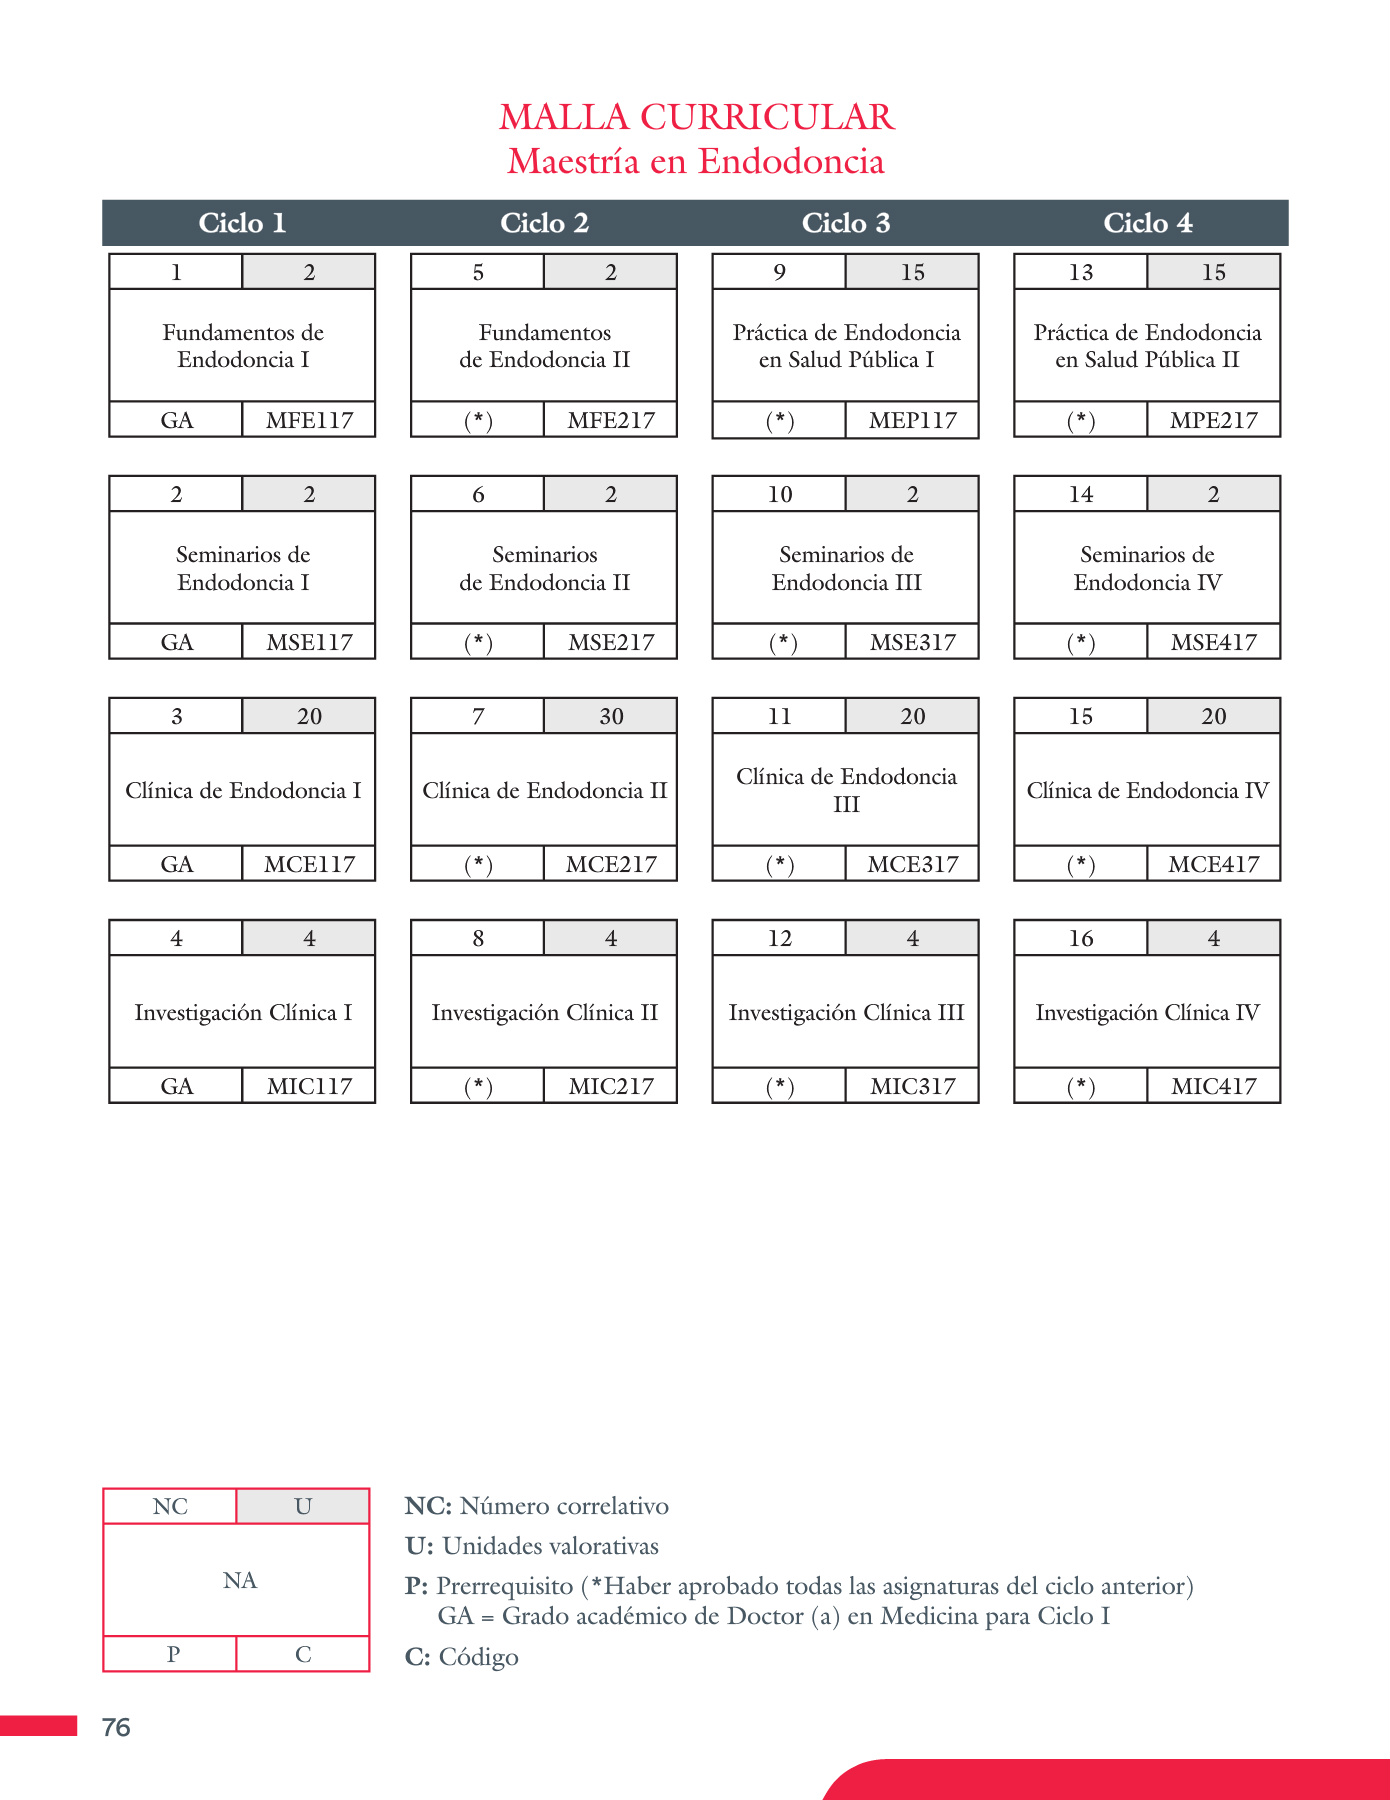 MALLA CURRICULAR
Maestría en Endodoncia
Ciclo 1 Ciclo 2 Ciclo 3 Ciclo 4
1 2 5 2 9 15 13 15
Fundamentos de Fundamentos Práctica de Endodoncia Práctica de Endodoncia
Endodoncia I de Endodoncia II en Salud Pública I en Salud Pública II
GA MFE117 (*) MFE217 (*) MEP117 (*) MPE217
2 2 6 2 10 2 14 2
Seminarios de Seminarios Seminarios de Seminarios de
Endodoncia I de Endodoncia II Endodoncia III Endodoncia IV
GA MSE117 (*) MSE217 (*) MSE317 (*) MSE417
3 20 7 30 11 20 15 20
Clínica de Endodoncia I Clínica de Endodoncia II Clínica de Endodoncia Clínica de Endodoncia IV
III
GA MCE117 (*) MCE217 (*) MCE317 (*) MCE417
4 4 8 4 12 4 16 4
Investigación Clínica I Investigación Clínica II Investigación Clínica III Investigación Clínica IV
GA MIC117 (*) MIC217 (*) MIC317 (*) MIC417
NC U
NA
P C
NC: Número correlativo
U: Unidades valorativas
P: Prerrequisito (*Haber aprobado todas las asignaturas del ciclo anterior)
GA = Grado académico de Doctor (a) en Medicina para Ciclo I
C: Código
76